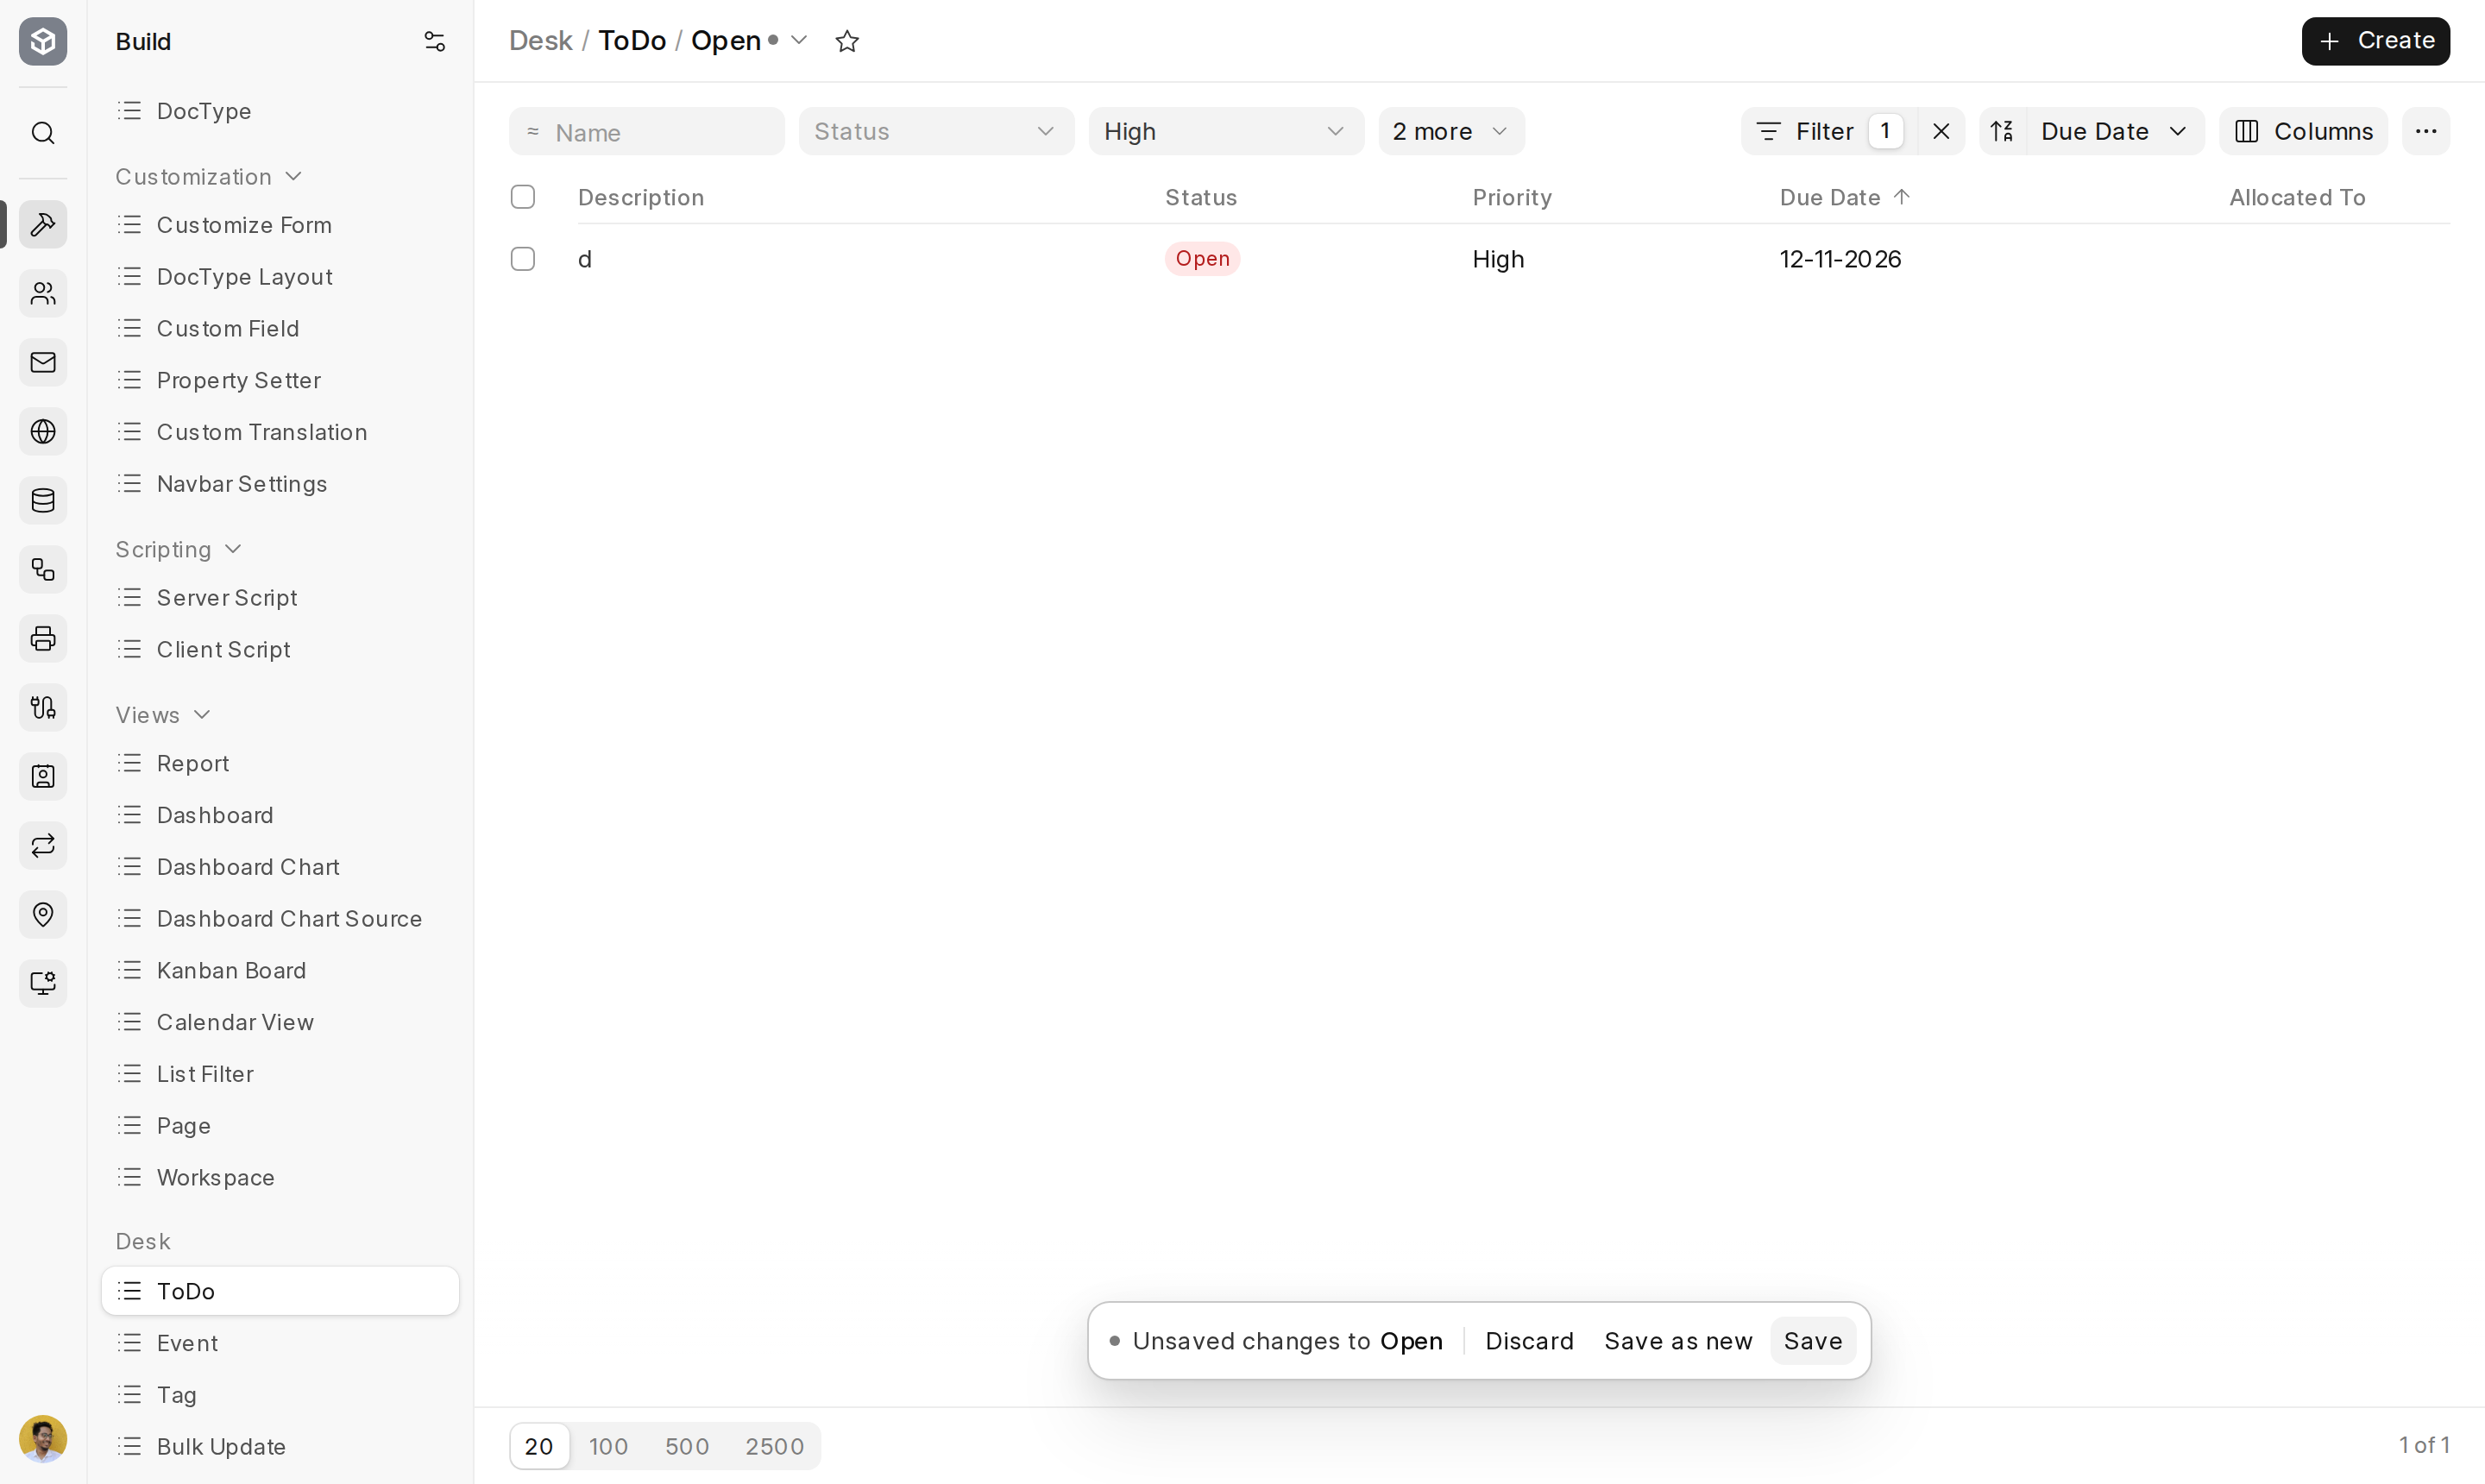 Build
DocType
Customization
Customize Form
DocType Layout
Custom Field
Property Setter
Custom Translation
Navbar Settings
Scripting
Server Script
Client Script
Views
Report
Dashboard
Dashboard Chart
Dashboard Chart Source
Kanban Board
Calendar View
List Filter
Page
Workspace
Desk
ToDo
Event
Tag
Bulk Update
Desk / ToDo / Open
Create
≈ Name
Status
High
2 more
Filter 1
Due Date
Columns
Description Status Priority Due Date Allocated To
d Open High 12-11-2026
Unsaved changes to Open Discard Save as new Save
20 100 500 2500
1 of 1